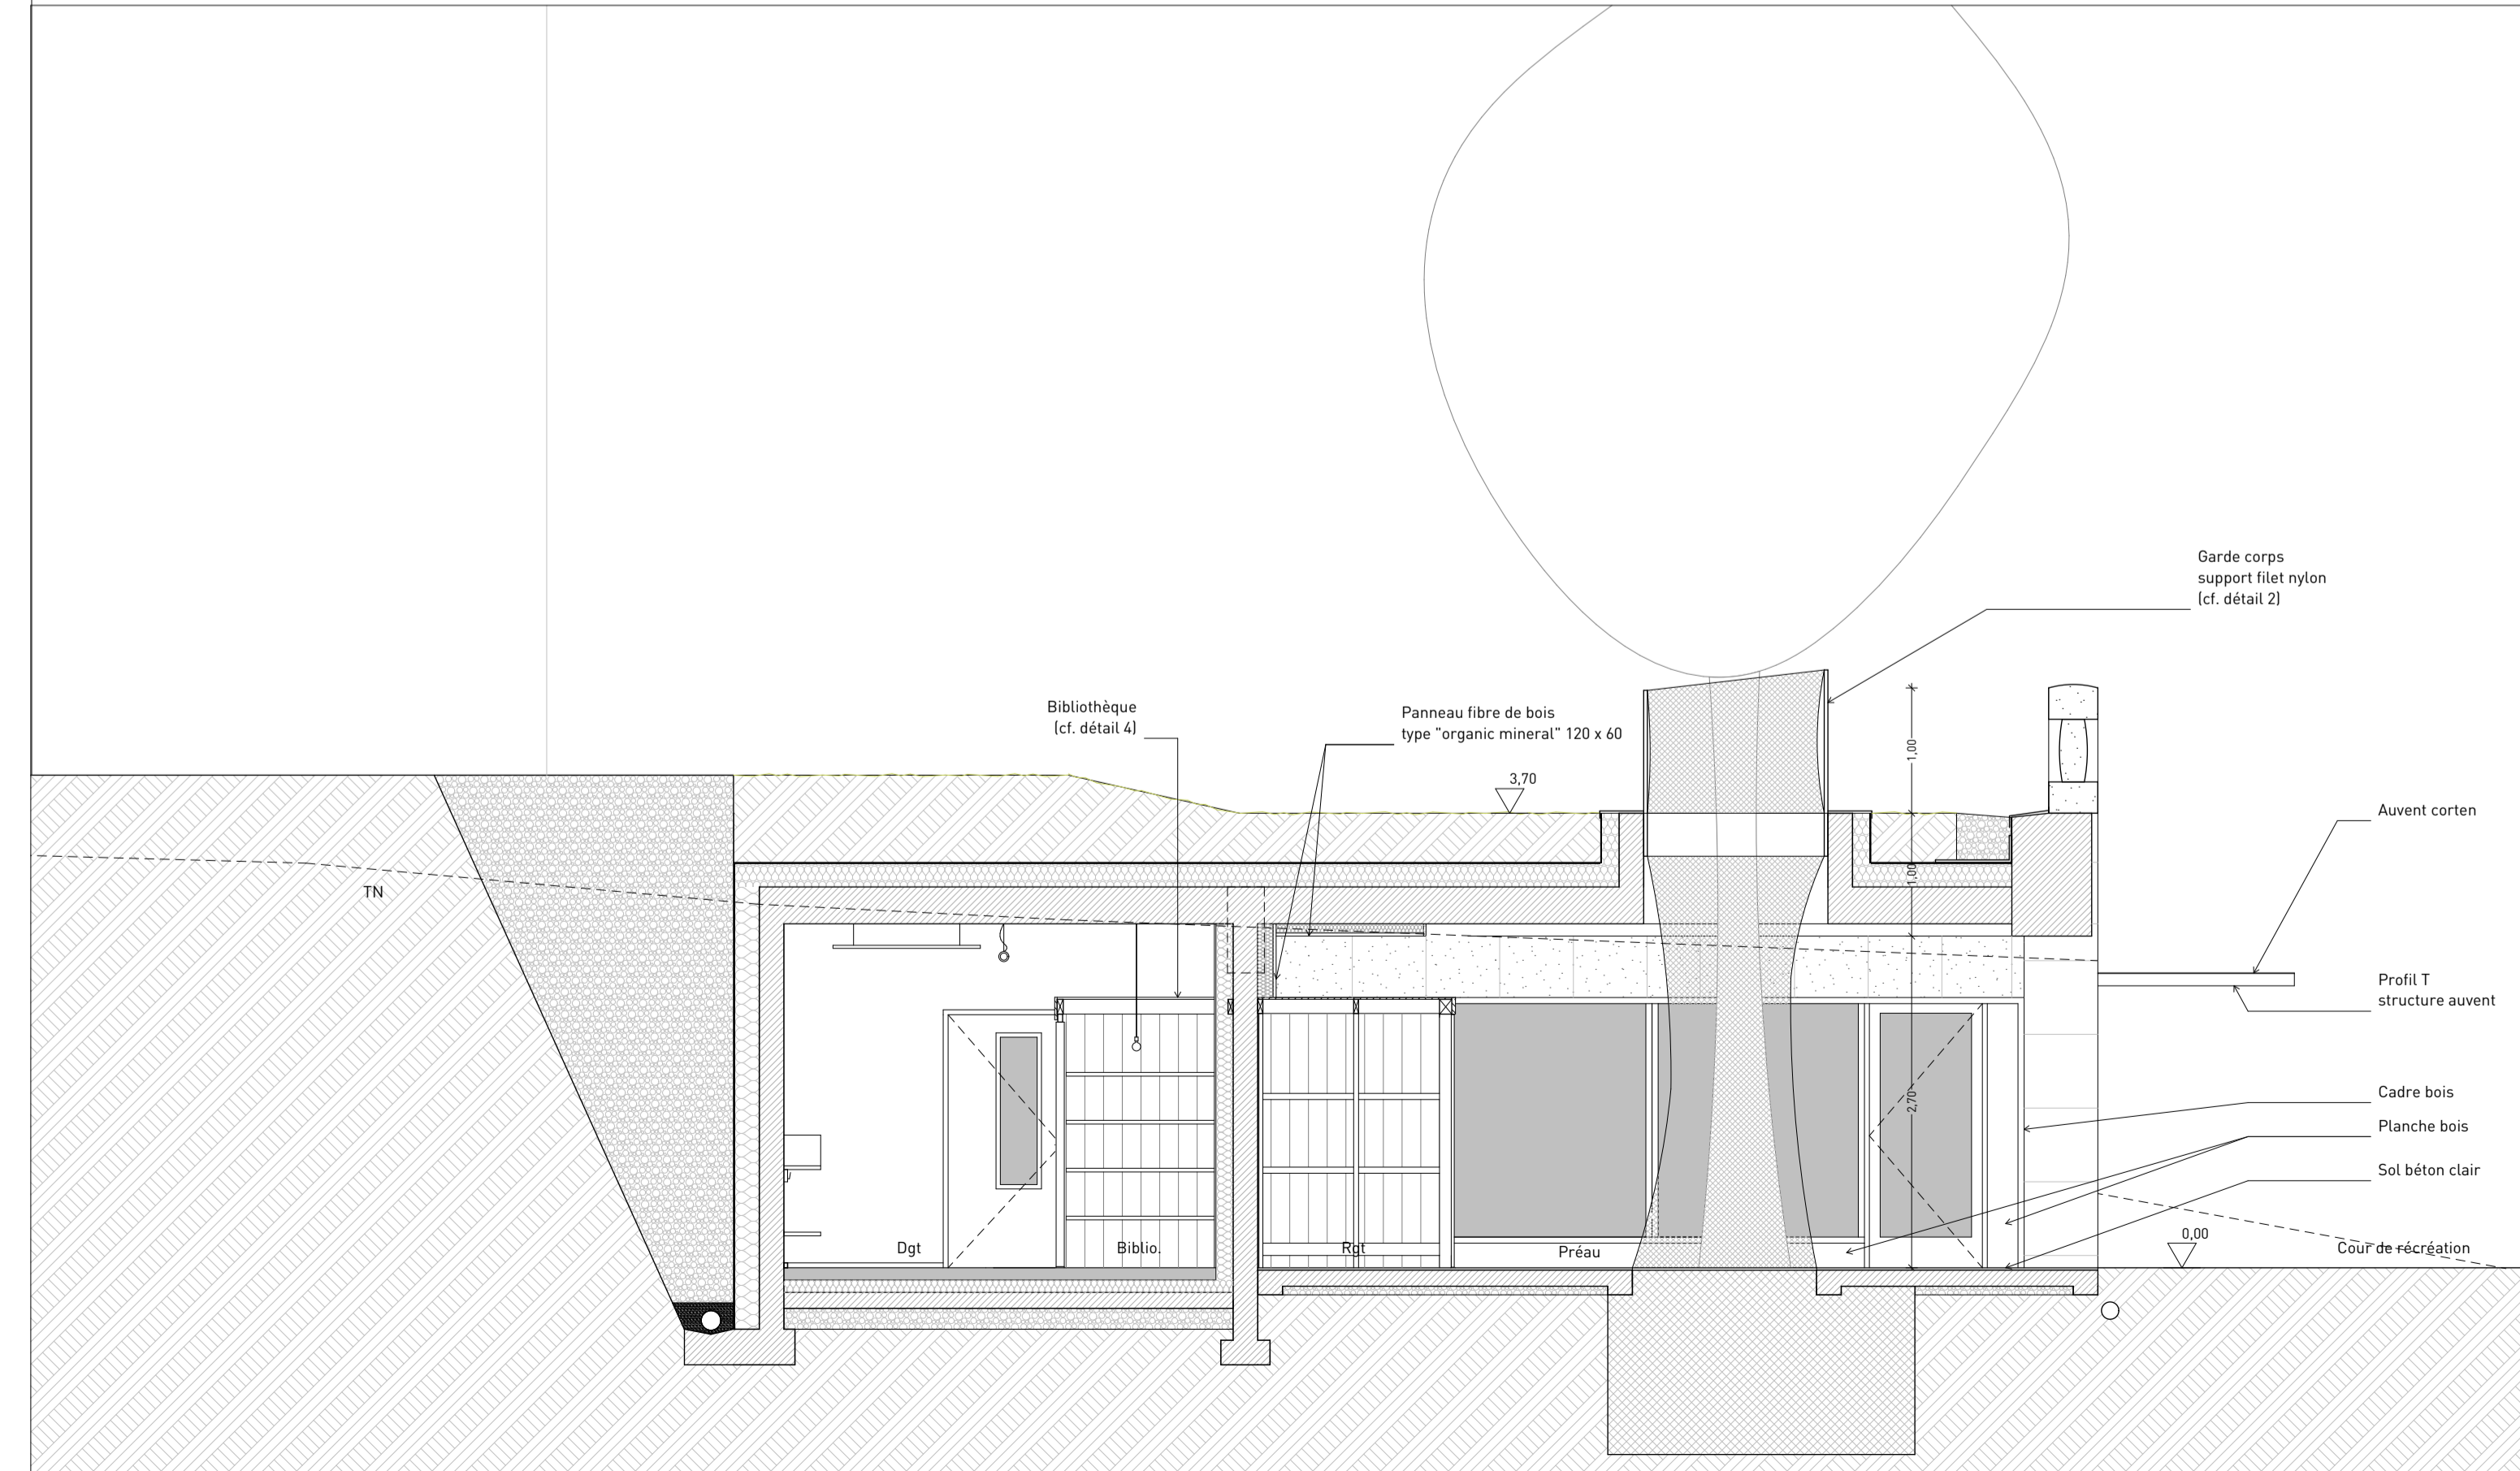 Garde corps
support filet nylon
(cf. détail 2)
Bibliothèque
(cf. détail 4)
Panneau fibre de bois
type "organic mineral" 120 x 60
1,00
3,70
Auvent corten
TN
1,00
Profil T
structure auvent
Cadre bois
2,70
Planche bois
Sol béton clair
0,00
Dgt
Biblio.
Rgt
Préau
Cour de récréation